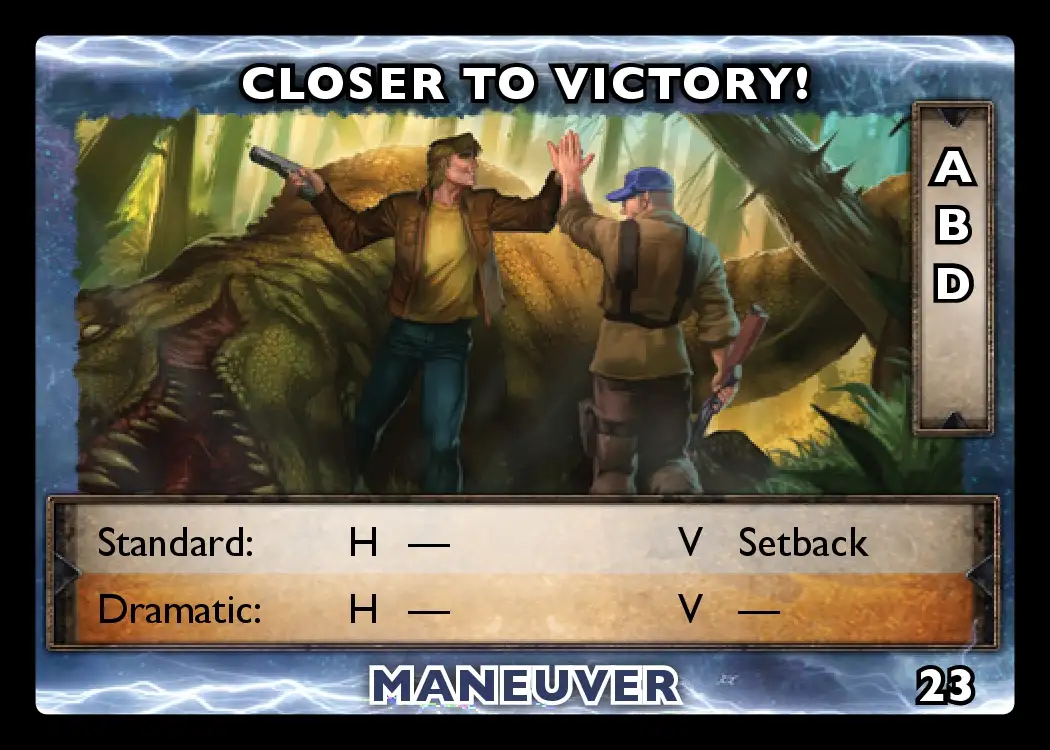 CLOSER TO VICTORY!
A
B
D
Standard: H — V Setback
Dramatic: H — V —
MANEUVER
23